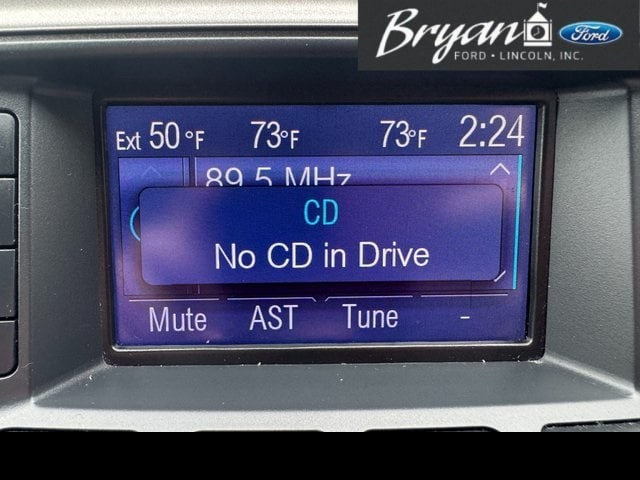 Bryan
Ford
FORD • LINCOLN, INC.
Ext 50 °F 73°F 73°F 2:24
89.5 MHz
CD
No CD in Drive
Mute AST Tune -